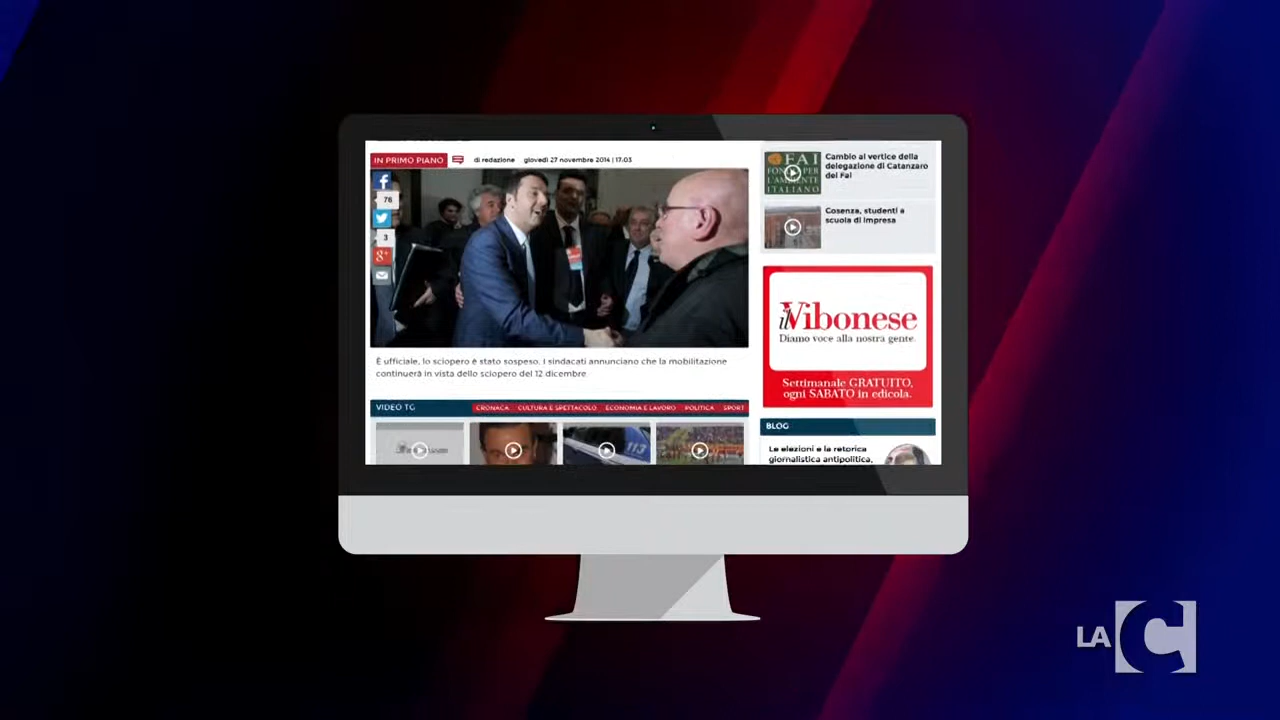 IN PRIMO PIANO
di redazione giovedì 27 novembre 2014 | 17:03
76
3
g+
È ufficiale, lo sciopero è stato sospeso. I sindacati annunciano che la mobilitazione
continuerà in vista dello sciopero del 12 dicembre
VIDEO TG
CRONACA CULTURA E SPETTACOLO ECONOMIA E LAVORO POLITICA SPORT
113
FAI
FONDO PER
L'AMBIENTE
ITALIANO
Cambio al vertice della
delegazione di Catanzaro
del Fai
Cosenza, studenti a
scuola di impresa
il Vibonese
Diamo voce alla nostra gente.
Settimanale GRATUITO,
ogni SABATO in edicola.
BLOG
Le elezioni e la retorica
giornalistica antipolitica,
LA C